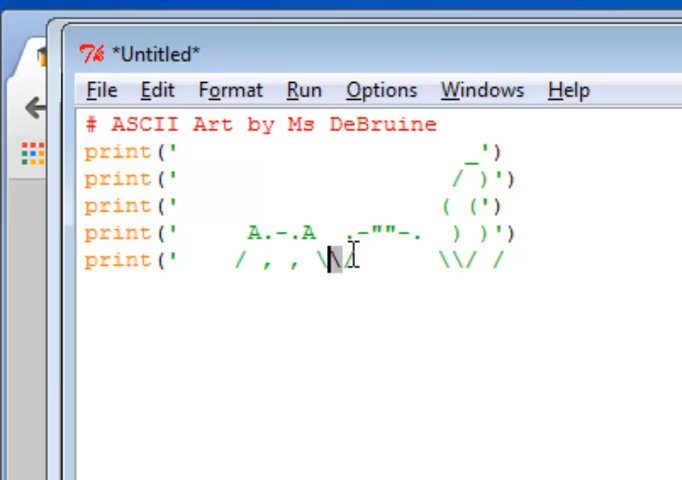 *Untitled*
File Edit Format Run Options Windows Help
# ASCII Art by Ms DeBruine
print('                     _')
print('                    / )')
print('                   ( (')
print('     A.-.A  .-""-.  ) )')
print('    / , , \\/      \\/ /